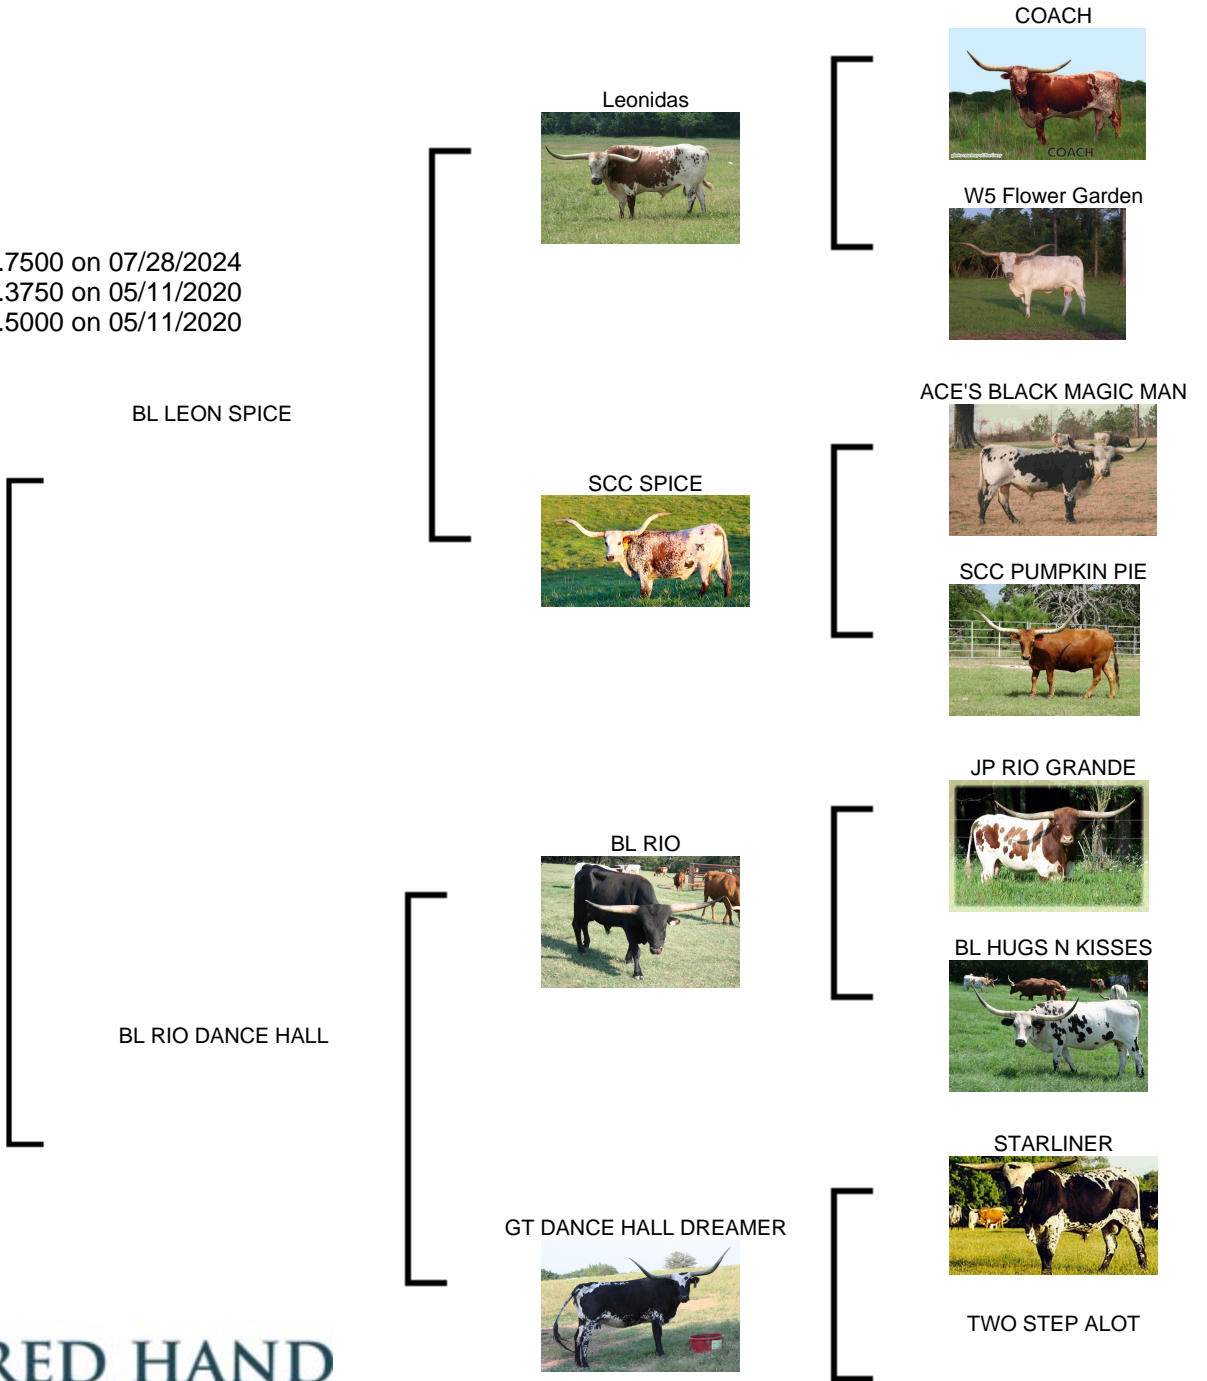 COACH
Leonidas
COACH
W5 Flower Garden
.7500 on 07/28/2024
.3750 on 05/11/2020
.5000 on 05/11/2020
ACE'S BLACK MAGIC MAN
BL LEON SPICE
SCC SPICE
SCC PUMPKIN PIE
JP RIO GRANDE
BL RIO
BL HUGS N KISSES
BL RIO DANCE HALL
STARLINER
GT DANCE HALL DREAMER
TWO STEP ALOT
RED HAND